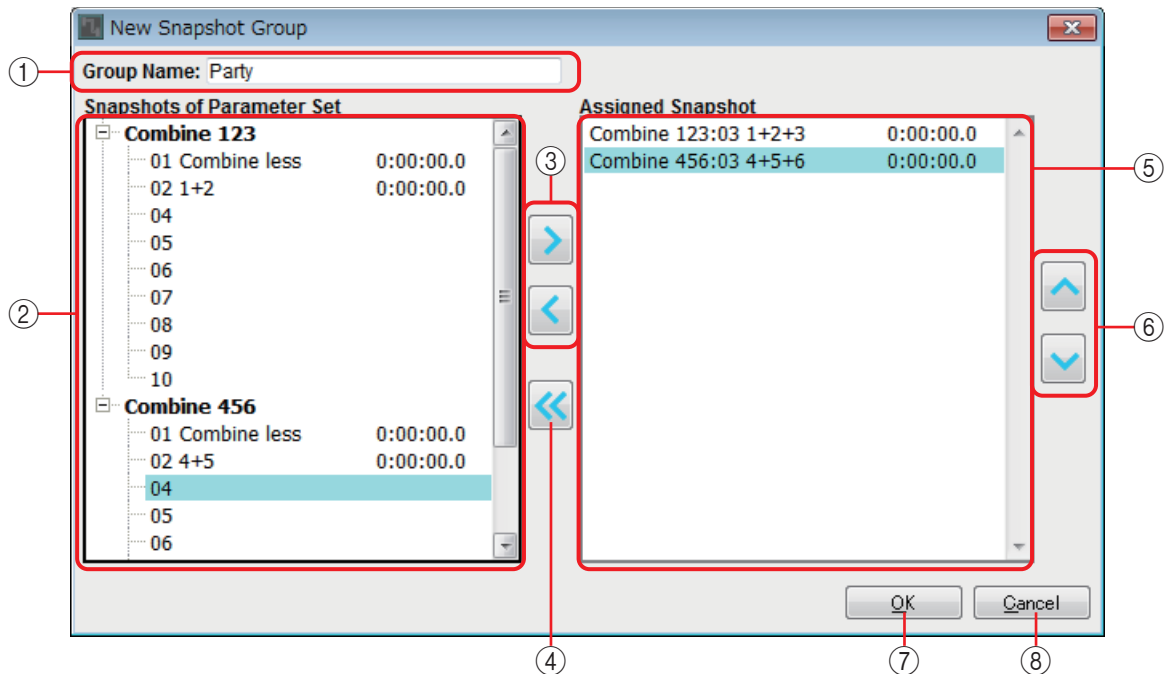 New Snapshot Group
① Group Name: Party
Snapshots of Parameter Set
Combine 123
01 Combine less 0:00:00.0
02 1+2 0:00:00.0
04
05
06
07
08
09
10
Combine 456
01 Combine less 0:00:00.0
02 4+5 0:00:00.0
04
05
06
②
③
④
Assigned Snapshot
Combine 123:03 1+2+3 0:00:00.0
Combine 456:03 4+5+6 0:00:00.0
⑤
⑥
OK
Cancel
⑦
⑧